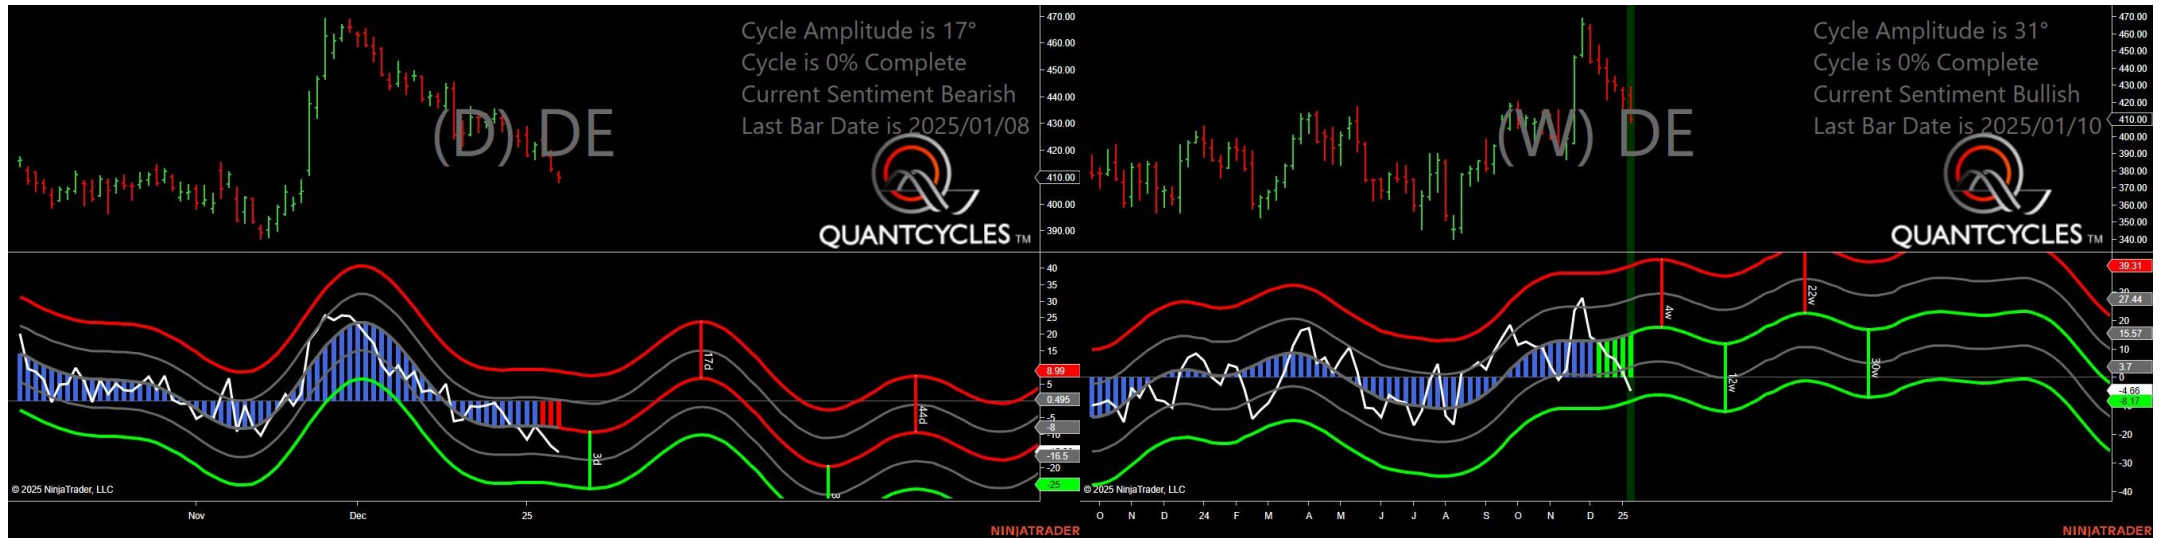 Cycle Amplitude is 17°
Cycle is 0% Complete
Current Sentiment Bearish
Last Bar Date is 2025/01/08
(D) DE
QUANTCYCLES TM
470.00
460.00
450.00
440.00
430.00
420.00
410.00
400.00
390.00
40
35
30
25
20
15
8.99
5
0.495
-5
-8
-10
-16.5
-20
-25
17d
44d
3d
© 2025 NinjaTrader, LLC
Nov
Dec
25
NINJATRADER
Cycle Amplitude is 31°
Cycle is 0% Complete
Current Sentiment Bullish
Last Bar Date is 2025/01/10
(W) DE
QUANTCYCLES TM
470.00
460.00
450.00
440.00
430.00
420.00
410.00
400.00
390.00
380.00
370.00
360.00
350.00
340.00
39.31
27.44
20
15.57
10
3.7
0
-4.66
-8.17
-20
-30
-40
4w
22w
12w
30w
© 2025 NinjaTrader, LLC
O N D 24 F M A M J J A S O N D 25
NINJATRADER